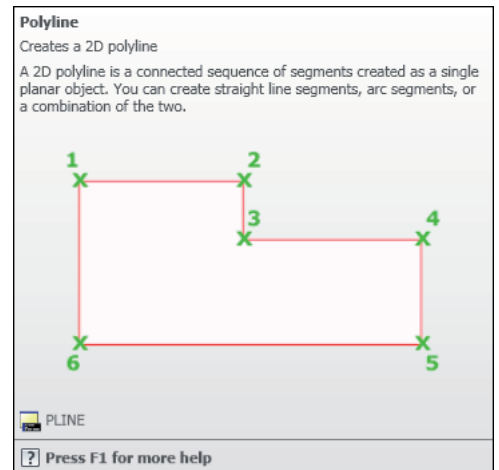 Polyline
Creates a 2D polyline
A 2D polyline is a connected sequence of segments created as a single
planar object. You can create straight line segments, arc segments, or
a combination of the two.
1 2
3 4
6 5
PLINE
? Press F1 for more help